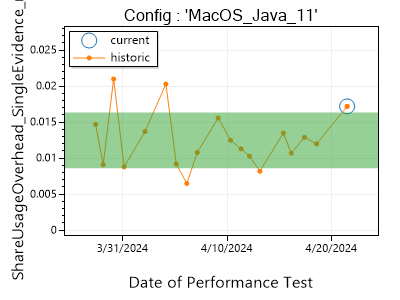 Config : 'MacOS_Java_11'
ShareUsageOverhead_SingleEvidence_
current
historic
0.025
0.02
0.015
0.01
0.005
0
3/31/2024
4/10/2024
4/20/2024
Date of Performance Test